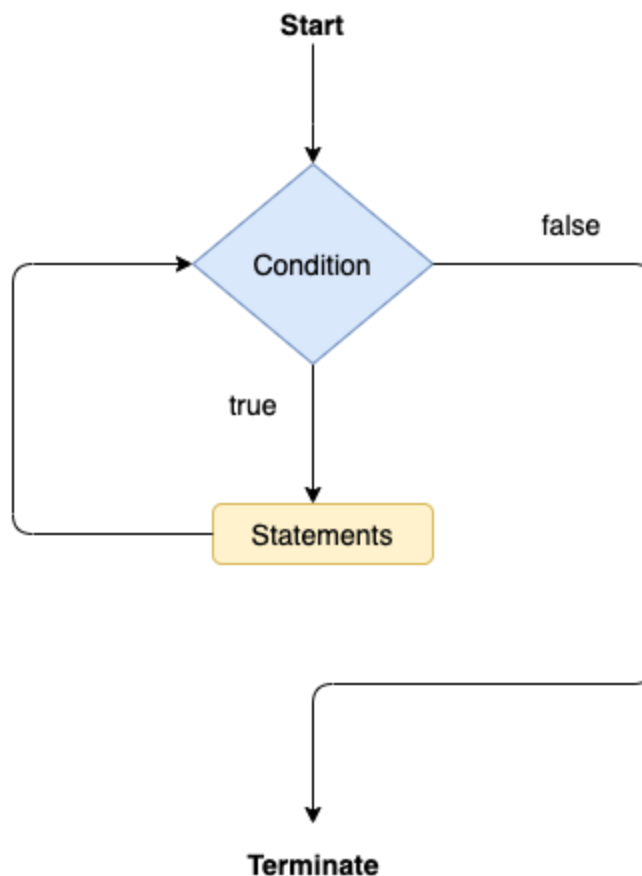 Start
false
Condition
true
Statements
Terminate